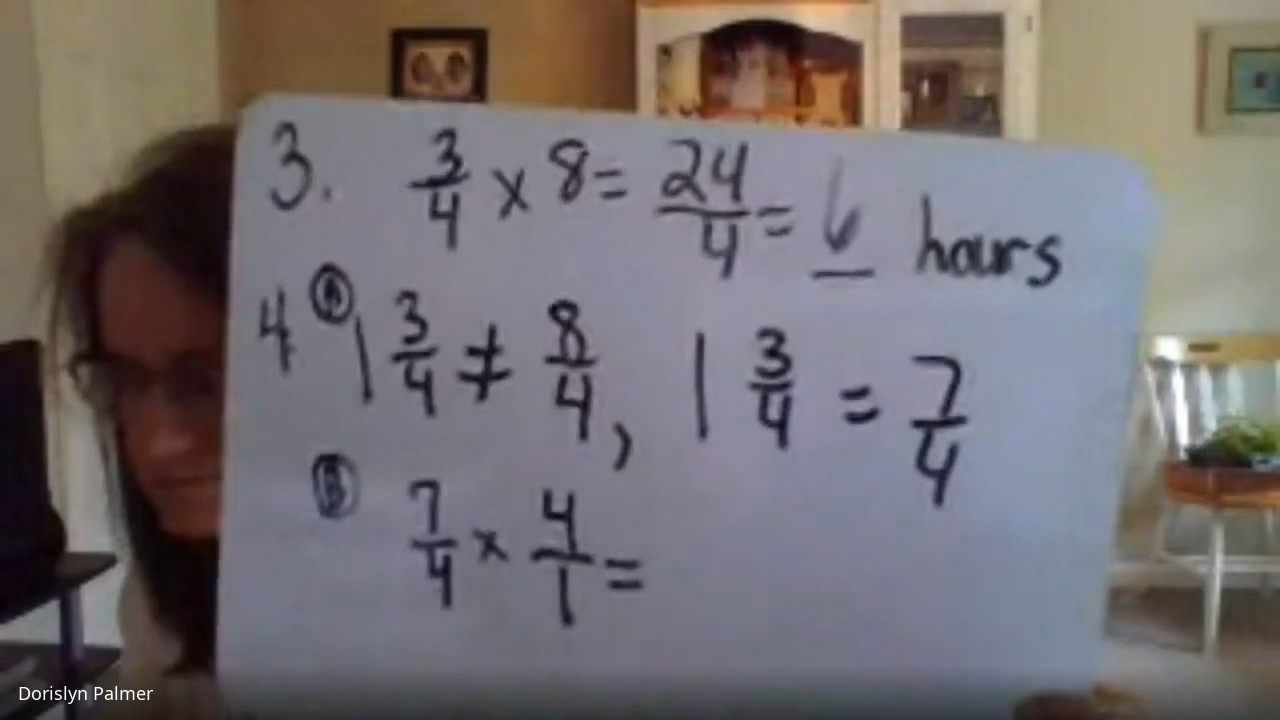 3. 3/4 x 8 = 24/4 = 6 hours
4 Ⓐ 1 3/4 ≠ 8/4, 1 3/4 = 7/4
Ⓑ 7/4 x 4/1 =
Dorislyn Palmer